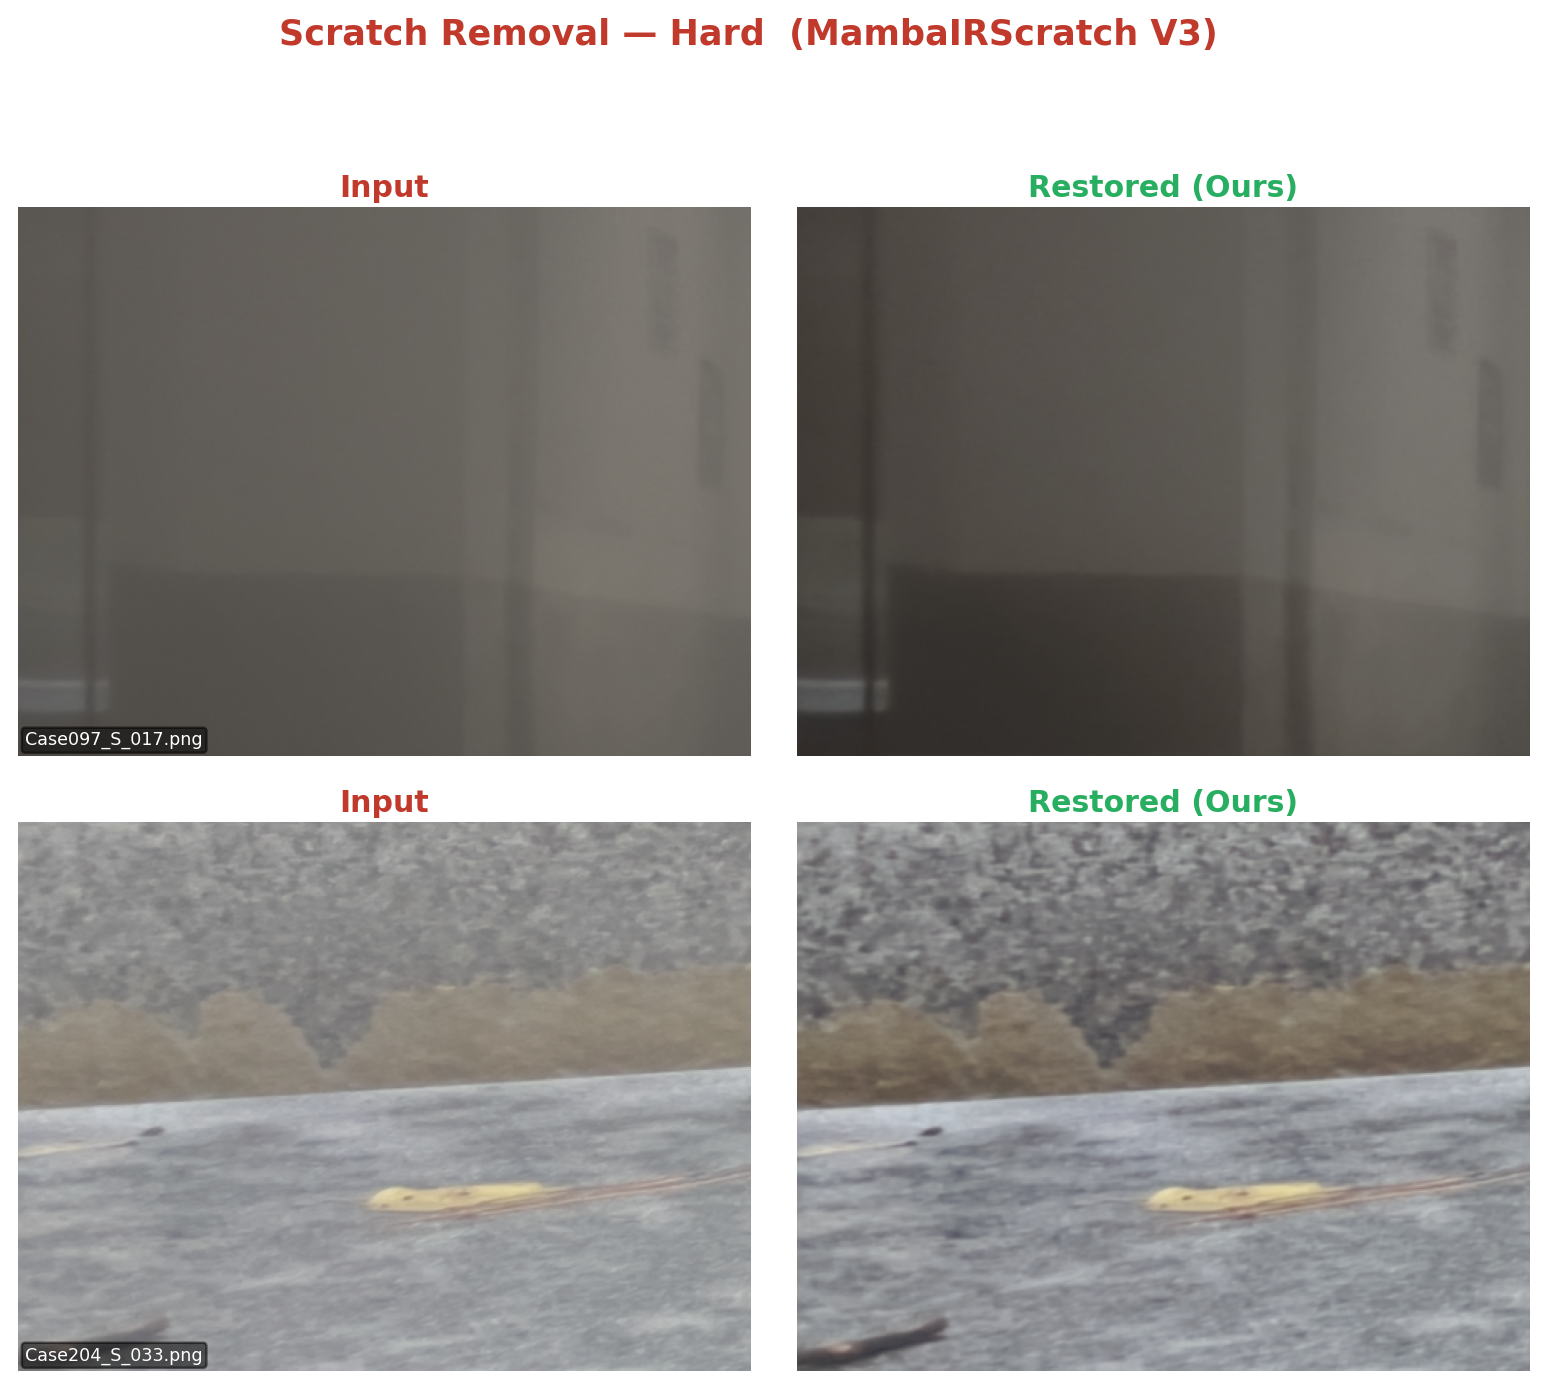 Scratch Removal — Hard (MambaIRScratch V3)
Input
Restored (Ours)
Case097_S_017.png
Input
Restored (Ours)
Case204_S_033.png